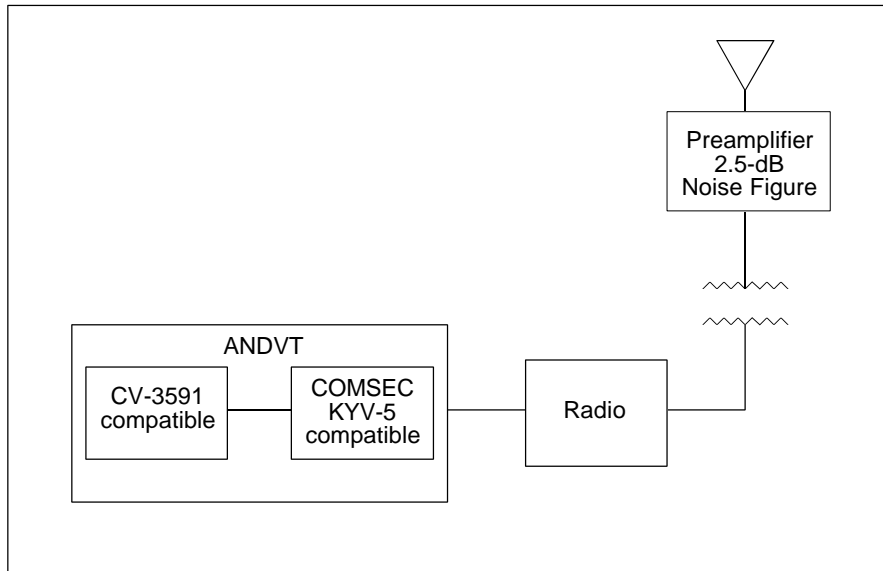 Preamplifier
2.5-dB
Noise Figure
ANDVT
CV-3591
compatible
COMSEC
KYV-5
compatible
Radio